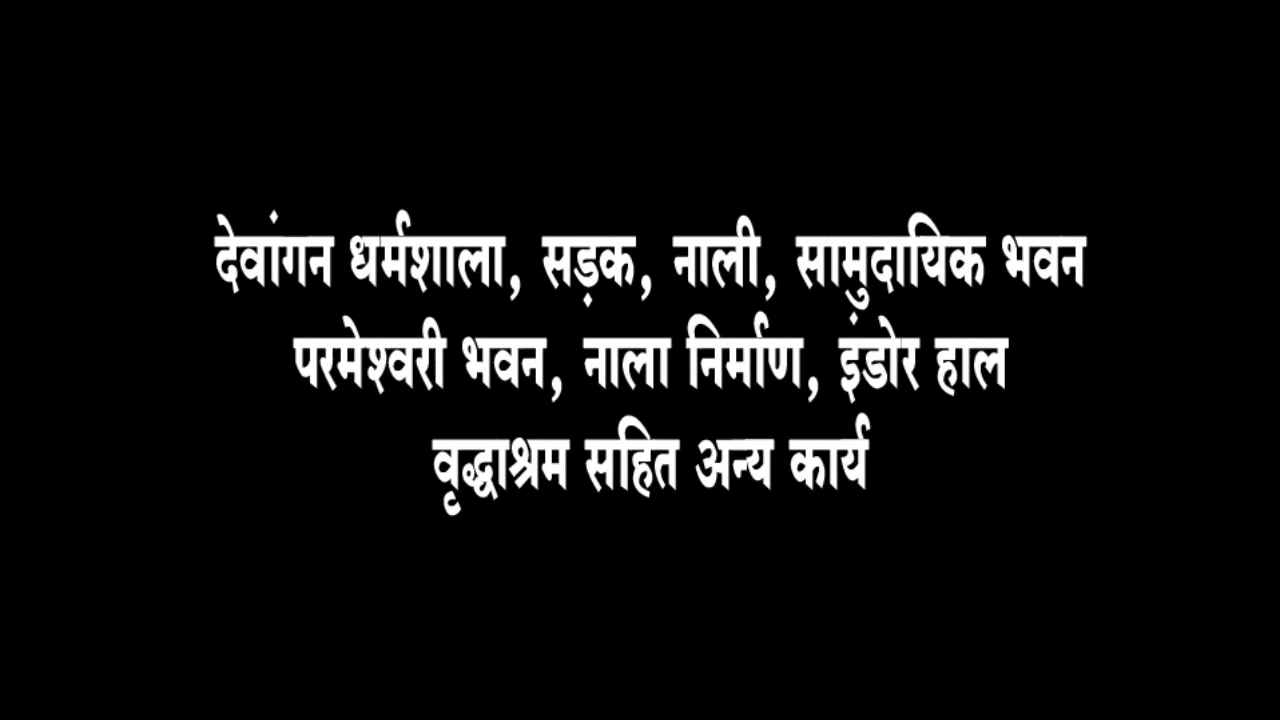 देवांगन धर्मशाला, सड़क, नाली, सामुदायिक भवन
परमेश्वरी भवन, नाला निर्माण, इंडोर हाल
वृद्धाश्रम सहित अन्य कार्य